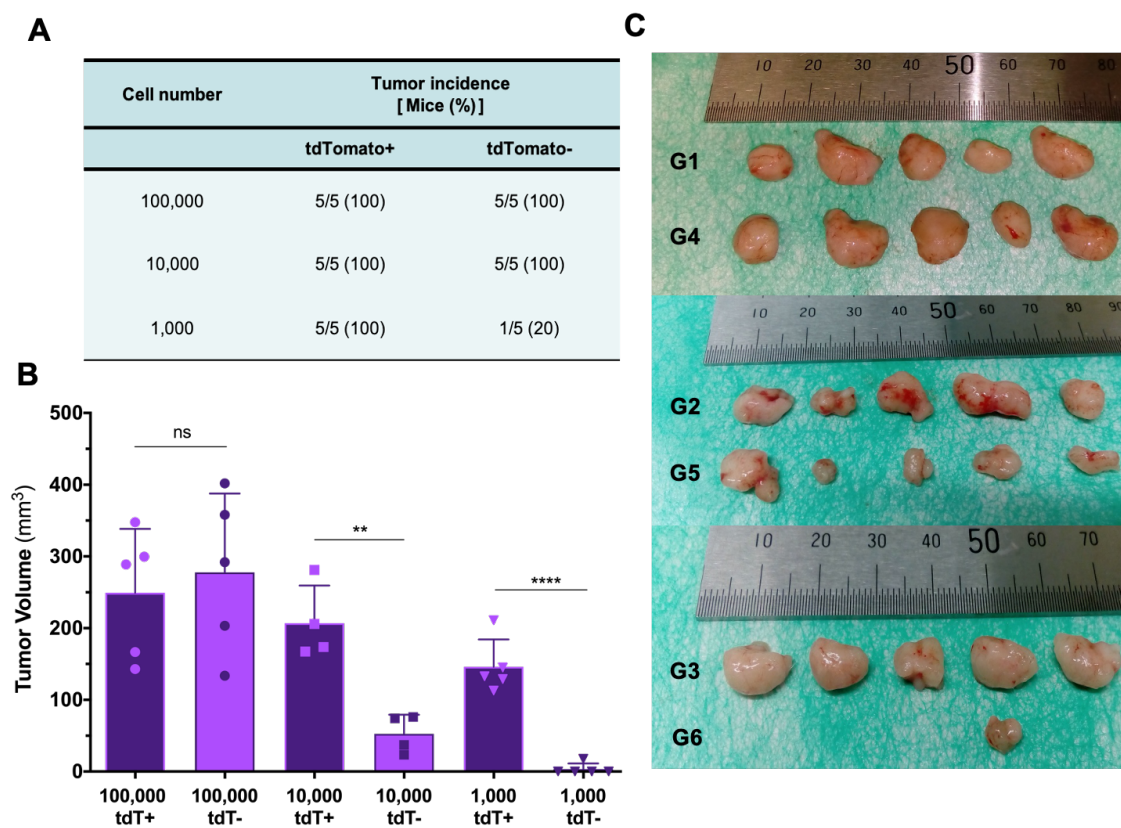 A
Cell number
Tumor incidence
[ Mice (%) ]
tdTomato+ tdTomato-
100,000 5/5 (100) 5/5 (100)
10,000 5/5 (100) 5/5 (100)
1,000 5/5 (100) 1/5 (20)
B
Tumor Volume (mm³)
500
400
300
200
100
0
ns
**
****
100,000 100,000 10,000 10,000 1,000 1,000
tdT+ tdT- tdT+ tdT- tdT+ tdT-
C
10 20 30 40 50 60 70 80
G1
G4
10 20 30 40 50 60 70 80 90
G2
G5
10 20 30 40 50 60 70
G3
G6